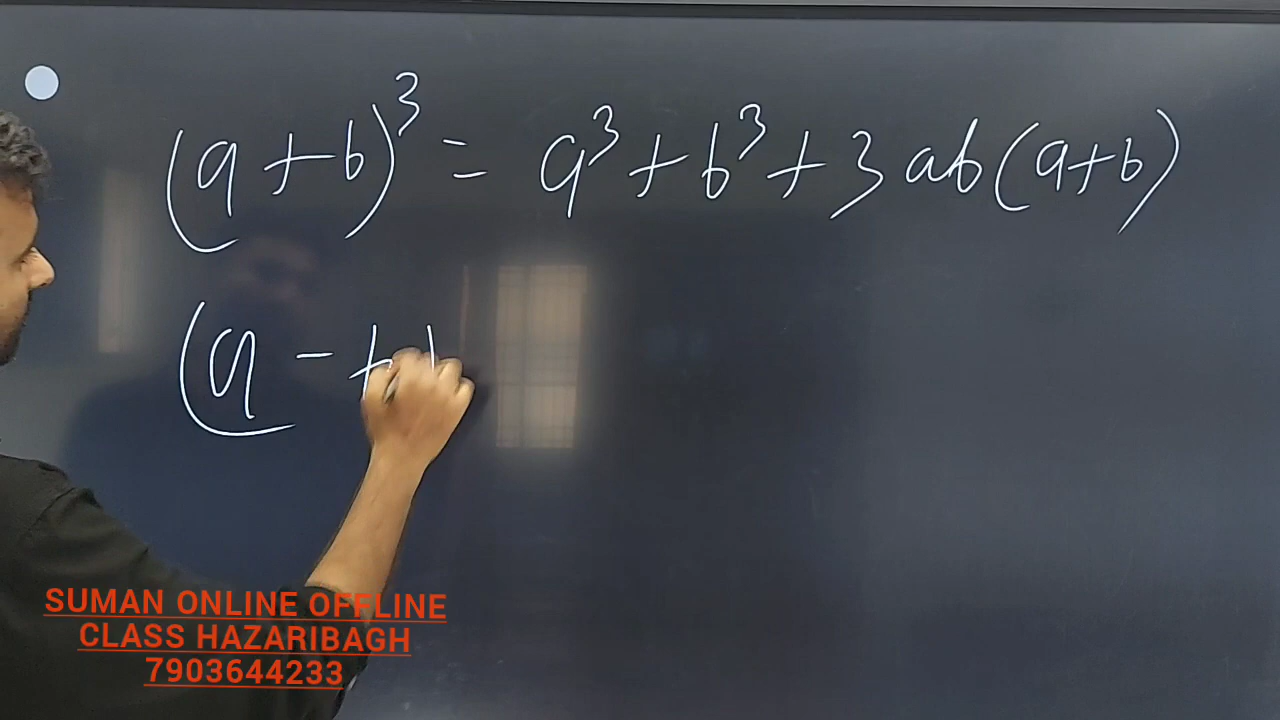 (a+b)³ = a³+b³+3ab(a+b)
(a -
SUMAN ONLINE OFFLINE
CLASS HAZARIBAGH
7903644233